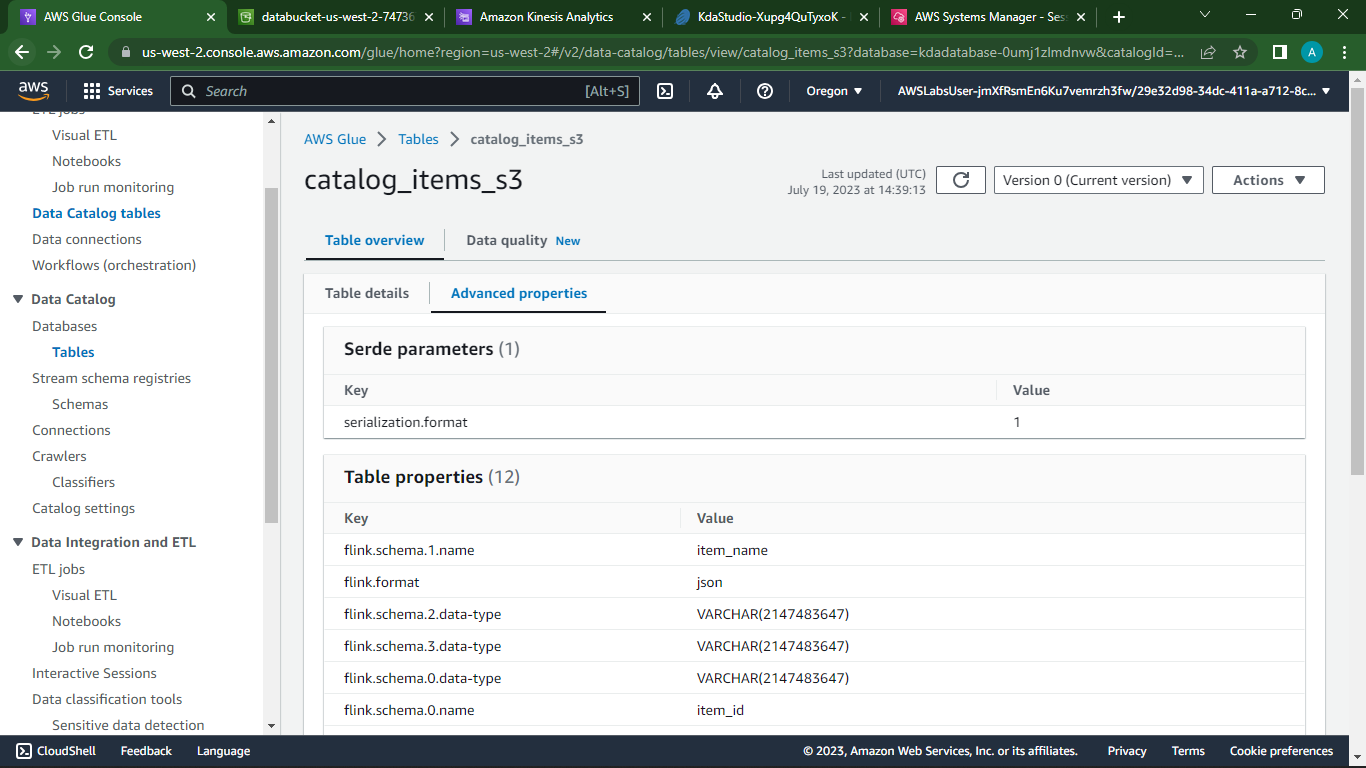 AWS Glue Console
databucket-us-west-2-74736
Amazon Kinesis Analytics
KdaStudio-Xupg4QuTyxoK -
AWS Systems Manager - Ses
us-west-2.console.aws.amazon.com/glue/home?region=us-west-2#/v2/data-catalog/tables/view/catalog_items_s3?database=kdadatabase-0umj1zlmdnvw&catalogId=...
A
aws
Services
Search
[Alt+S]
Oregon
AWSLabsUser-jmXfRsmEn6Ku7vemrzh3fw/29e32d98-34dc-411a-a712-8c...
ETL jobs
Visual ETL
Notebooks
Job run monitoring
Data Catalog tables
Data connections
Workflows (orchestration)
Data Catalog
Databases
Tables
Stream schema registries
Schemas
Connections
Crawlers
Classifiers
Catalog settings
Data Integration and ETL
ETL jobs
Visual ETL
Notebooks
Job run monitoring
Interactive Sessions
Data classification tools
Sensitive data detection
AWS Glue > Tables > catalog_items_s3
catalog_items_s3
Last updated (UTC)
July 19, 2023 at 14:39:13
Version 0 (Current version)
Actions
Table overview
Data quality New
Table details
Advanced properties
Serde parameters (1)
Key Value
serialization.format 1
Table properties (12)
Key Value
flink.schema.1.name item_name
flink.format json
flink.schema.2.data-type VARCHAR(2147483647)
flink.schema.3.data-type VARCHAR(2147483647)
flink.schema.0.data-type VARCHAR(2147483647)
flink.schema.0.name item_id
CloudShell
Feedback
Language
© 2023, Amazon Web Services, Inc. or its affiliates.
Privacy
Terms
Cookie preferences